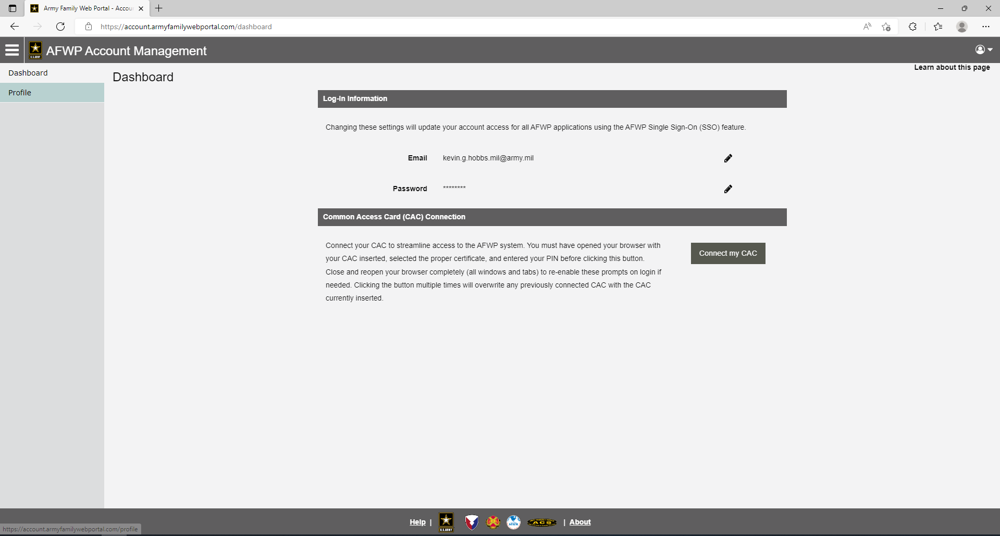 Army Family Web Portal - Accou
https://account.armyfamilywebportal.com/dashboard
U.S.ARMY
AFWP Account Management
Dashboard
Profile
Dashboard
Learn about this page
Log-In Information
Changing these settings will update your account access for all AFWP applications using the AFWP Single Sign-On (SSO) feature.
Email kevin.g.hobbs.mil@army.mil
Password ********
Common Access Card (CAC) Connection
Connect your CAC to streamline access to the AFWP system. You must have opened your browser with
your CAC inserted, selected the proper certificate, and entered your PIN before clicking this button.
Close and reopen your browser completely (all windows and tabs) to re-enable these prompts on login if
needed. Clicking the button multiple times will overwrite any previously connected CAC with the CAC
currently inserted.
Connect my CAC
Help | U.S.ARMY MWR ACS | About
https://account.armyfamilywebportal.com/profile